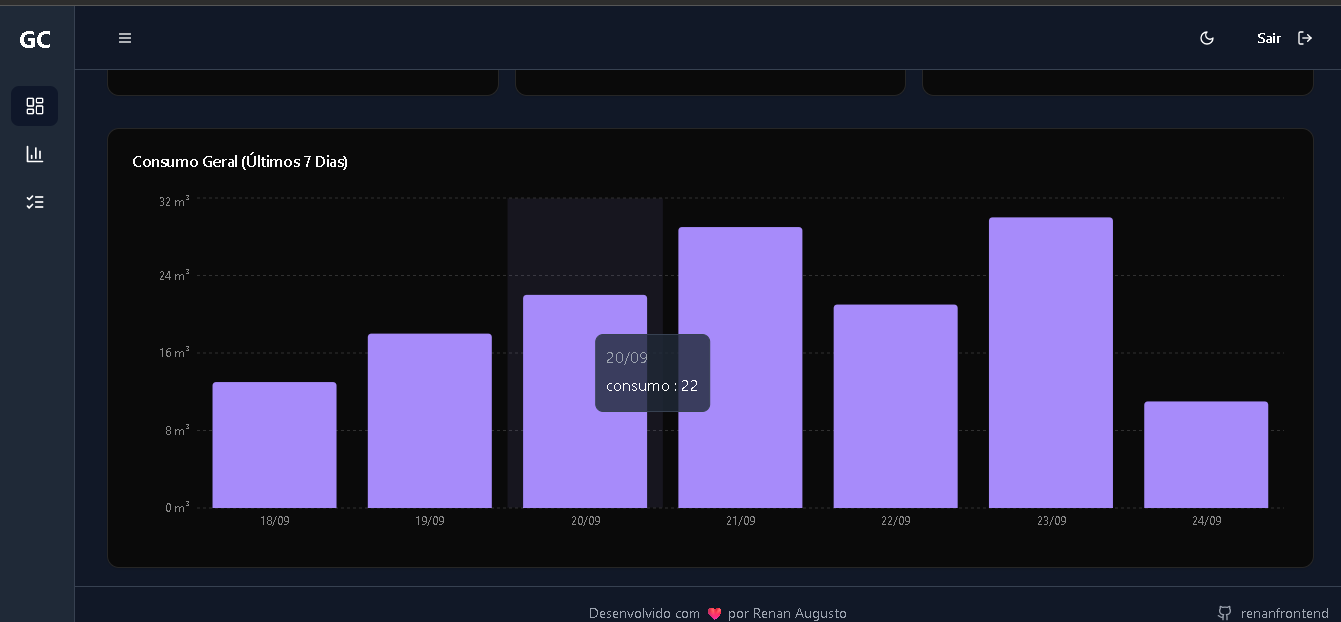 GC
Sair
Consumo Geral (Últimos 7 Dias)
32 m³
24 m³
16 m³
8 m³
0 m³
20/09
consumo : 22
18/09 19/09 20/09 21/09 22/09 23/09 24/09
Desenvolvido com ❤️ por Renan Augusto
renanfrontend